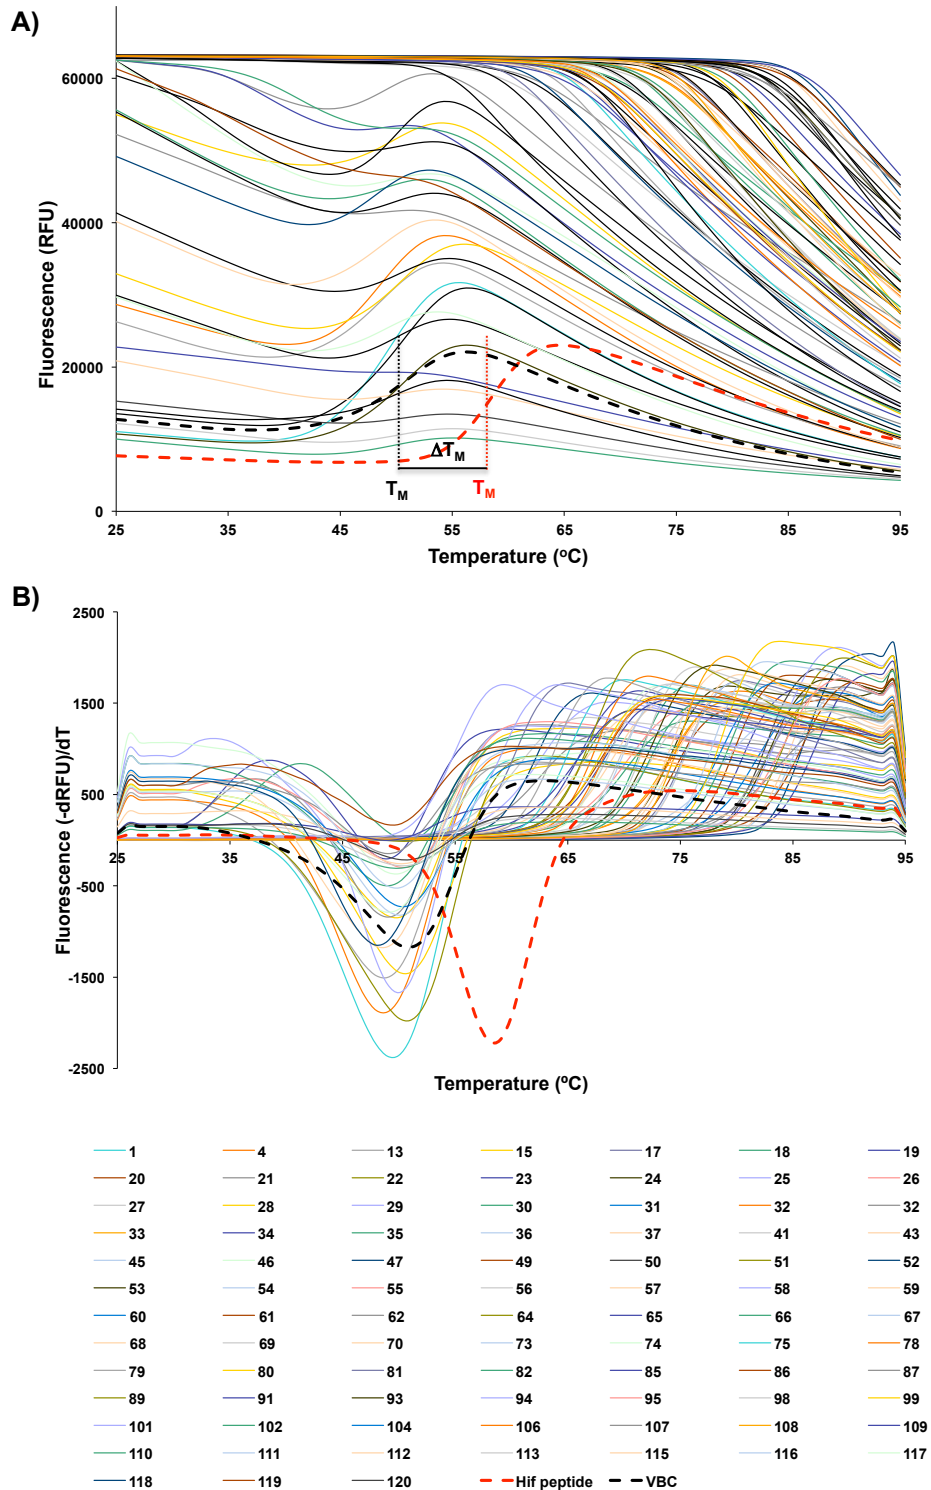 A)
Fluorescence (RFU)
60000
40000
20000
0
ΔTM
TM TM
25 35 45 55 65 75 85 95
Temperature (ºC)
B)
Fluorescence (-dRFU)/dT
2500
1500
500
-500
-1500
-2500
25 35 45 55 65 75 85 95
Temperature (ºC)
1 4 13 15 17 18 19
20 21 22 23 24 25 26
27 28 29 30 31 32 32
33 34 35 36 37 41 43
45 46 47 49 50 51 52
53 54 55 56 57 58 59
60 61 62 64 65 66 67
68 69 70 73 74 75 78
79 80 81 82 85 86 87
89 91 93 94 95 98 99
101 102 104 106 107 108 109
110 111 112 113 115 116 117
118 119 120 Hif peptide VBC